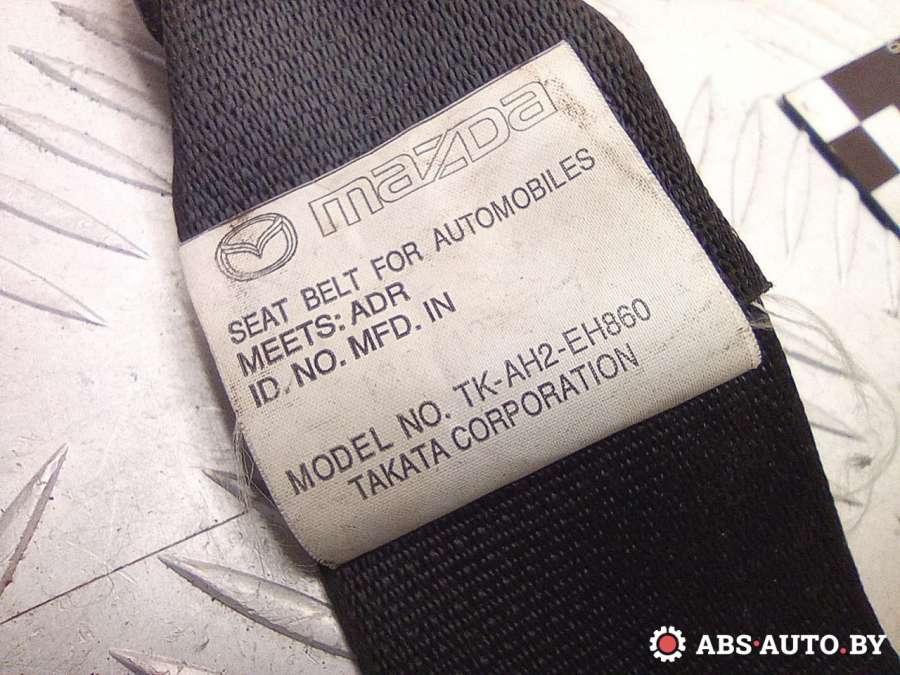 mazda
SEAT BELT FOR AUTOMOBILES
MEETS: ADR
ID. NO. MFD. IN
MODEL NO. TK-AH2-EH860
TAKATA CORPORATION
ABS·AUTO.BY